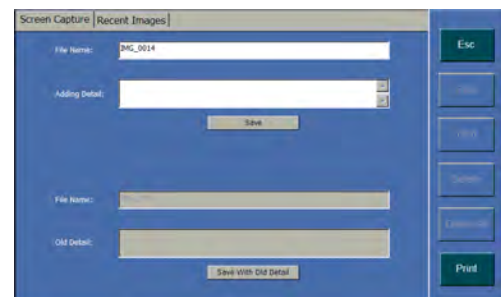 Screen Capture Recent Images
File Name: IMG_0014
Adding Detail:
Save
File Name:
Old Detail:
Save With Old Detail
Esc
Print